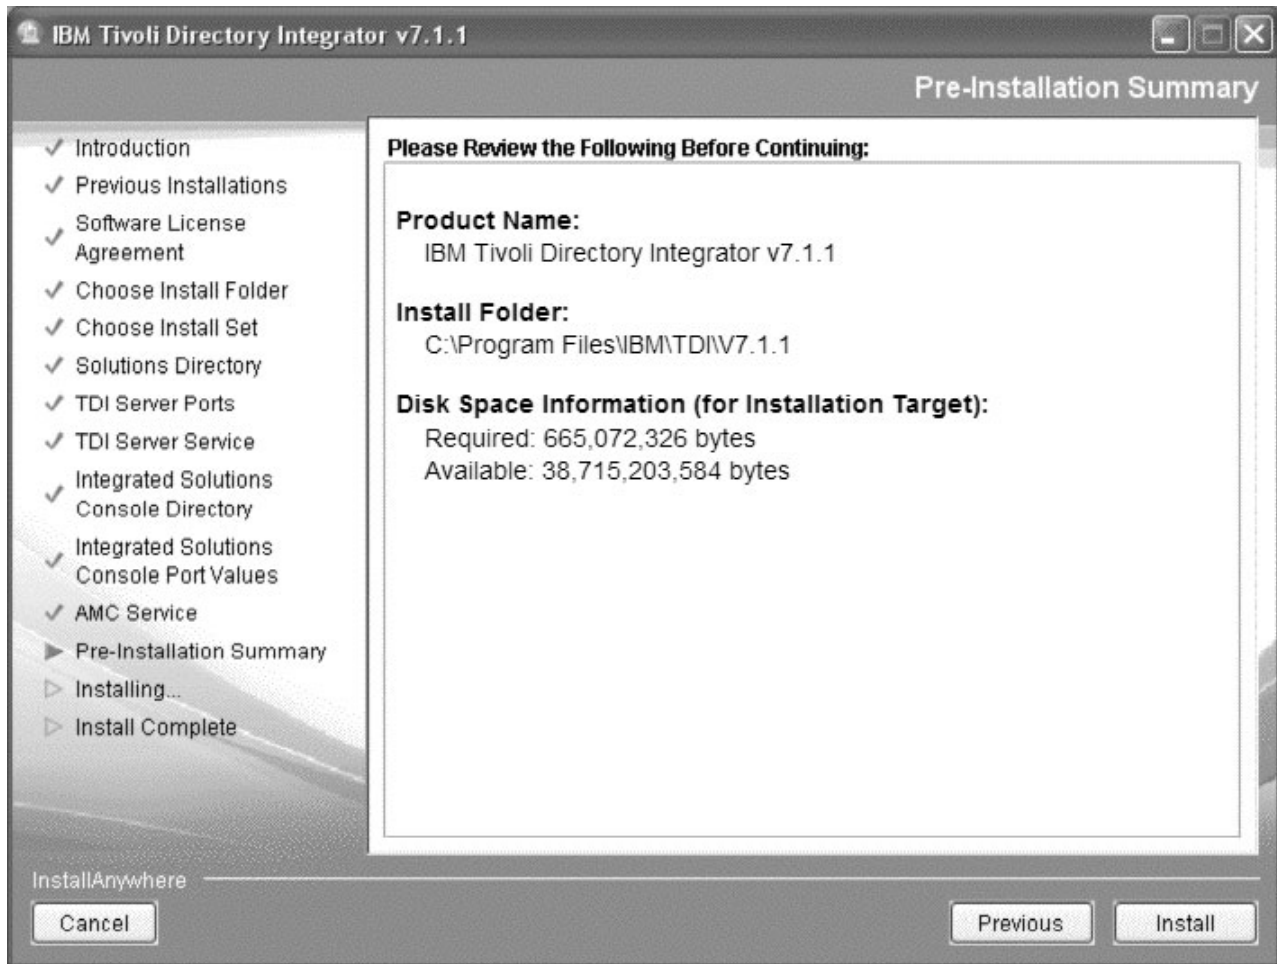 IBM Tivoli Directory Integrator v7.1.1
Pre-Installation Summary
Introduction
Previous Installations
Software License
Agreement
Choose Install Folder
Choose Install Set
Solutions Directory
TDI Server Ports
TDI Server Service
Integrated Solutions
Console Directory
Integrated Solutions
Console Port Values
AMC Service
Pre-Installation Summary
Installing...
Install Complete
Please Review the Following Before Continuing:
Product Name:
IBM Tivoli Directory Integrator v7.1.1
Install Folder:
C:\Program Files\IBM\TDI\V7.1.1
Disk Space Information (for Installation Target):
Required: 665,072,326 bytes
Available: 38,715,203,584 bytes
InstallAnywhere
Cancel
Previous
Install